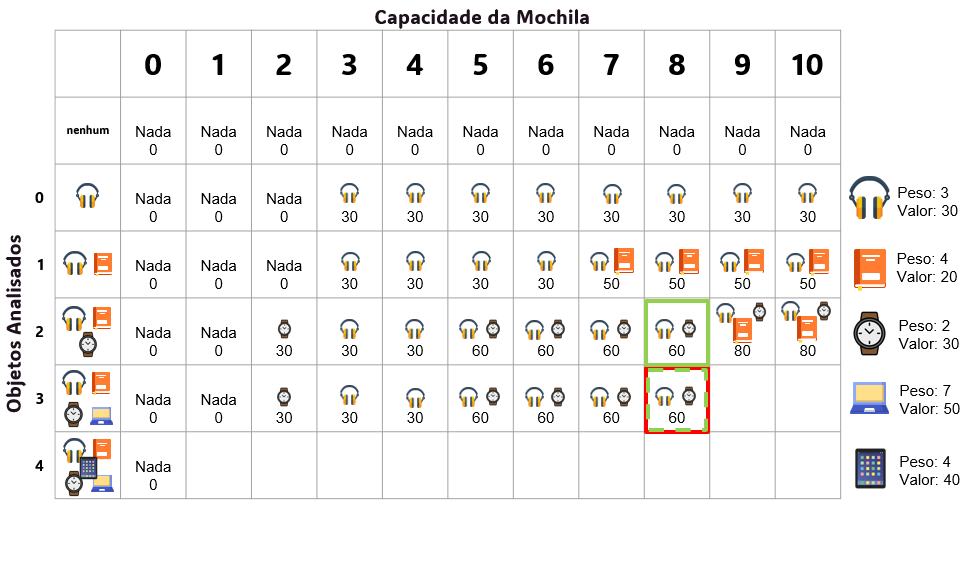 Capacidade da Mochila
0 1 2 3 4 5 6 7 8 9 10
nenhum Nada Nada Nada Nada Nada Nada Nada Nada Nada Nada Nada
0 0 0 0 0 0 0 0 0 0 0
Objetos Analisados
0 Nada Nada Nada
0 0 0 30 30 30 30 30 30 30 30
Peso: 3
Valor: 30
1 Nada Nada Nada
0 0 0 30 30 30 30 50 50 50 50
Peso: 4
Valor: 20
2 Nada Nada
0 0 30 30 30 60 60 60 60 80 80
Peso: 2
Valor: 30
3 Nada Nada
0 0 30 30 30 60 60 60 60
Peso: 7
Valor: 50
4 Nada
0
Peso: 4
Valor: 40